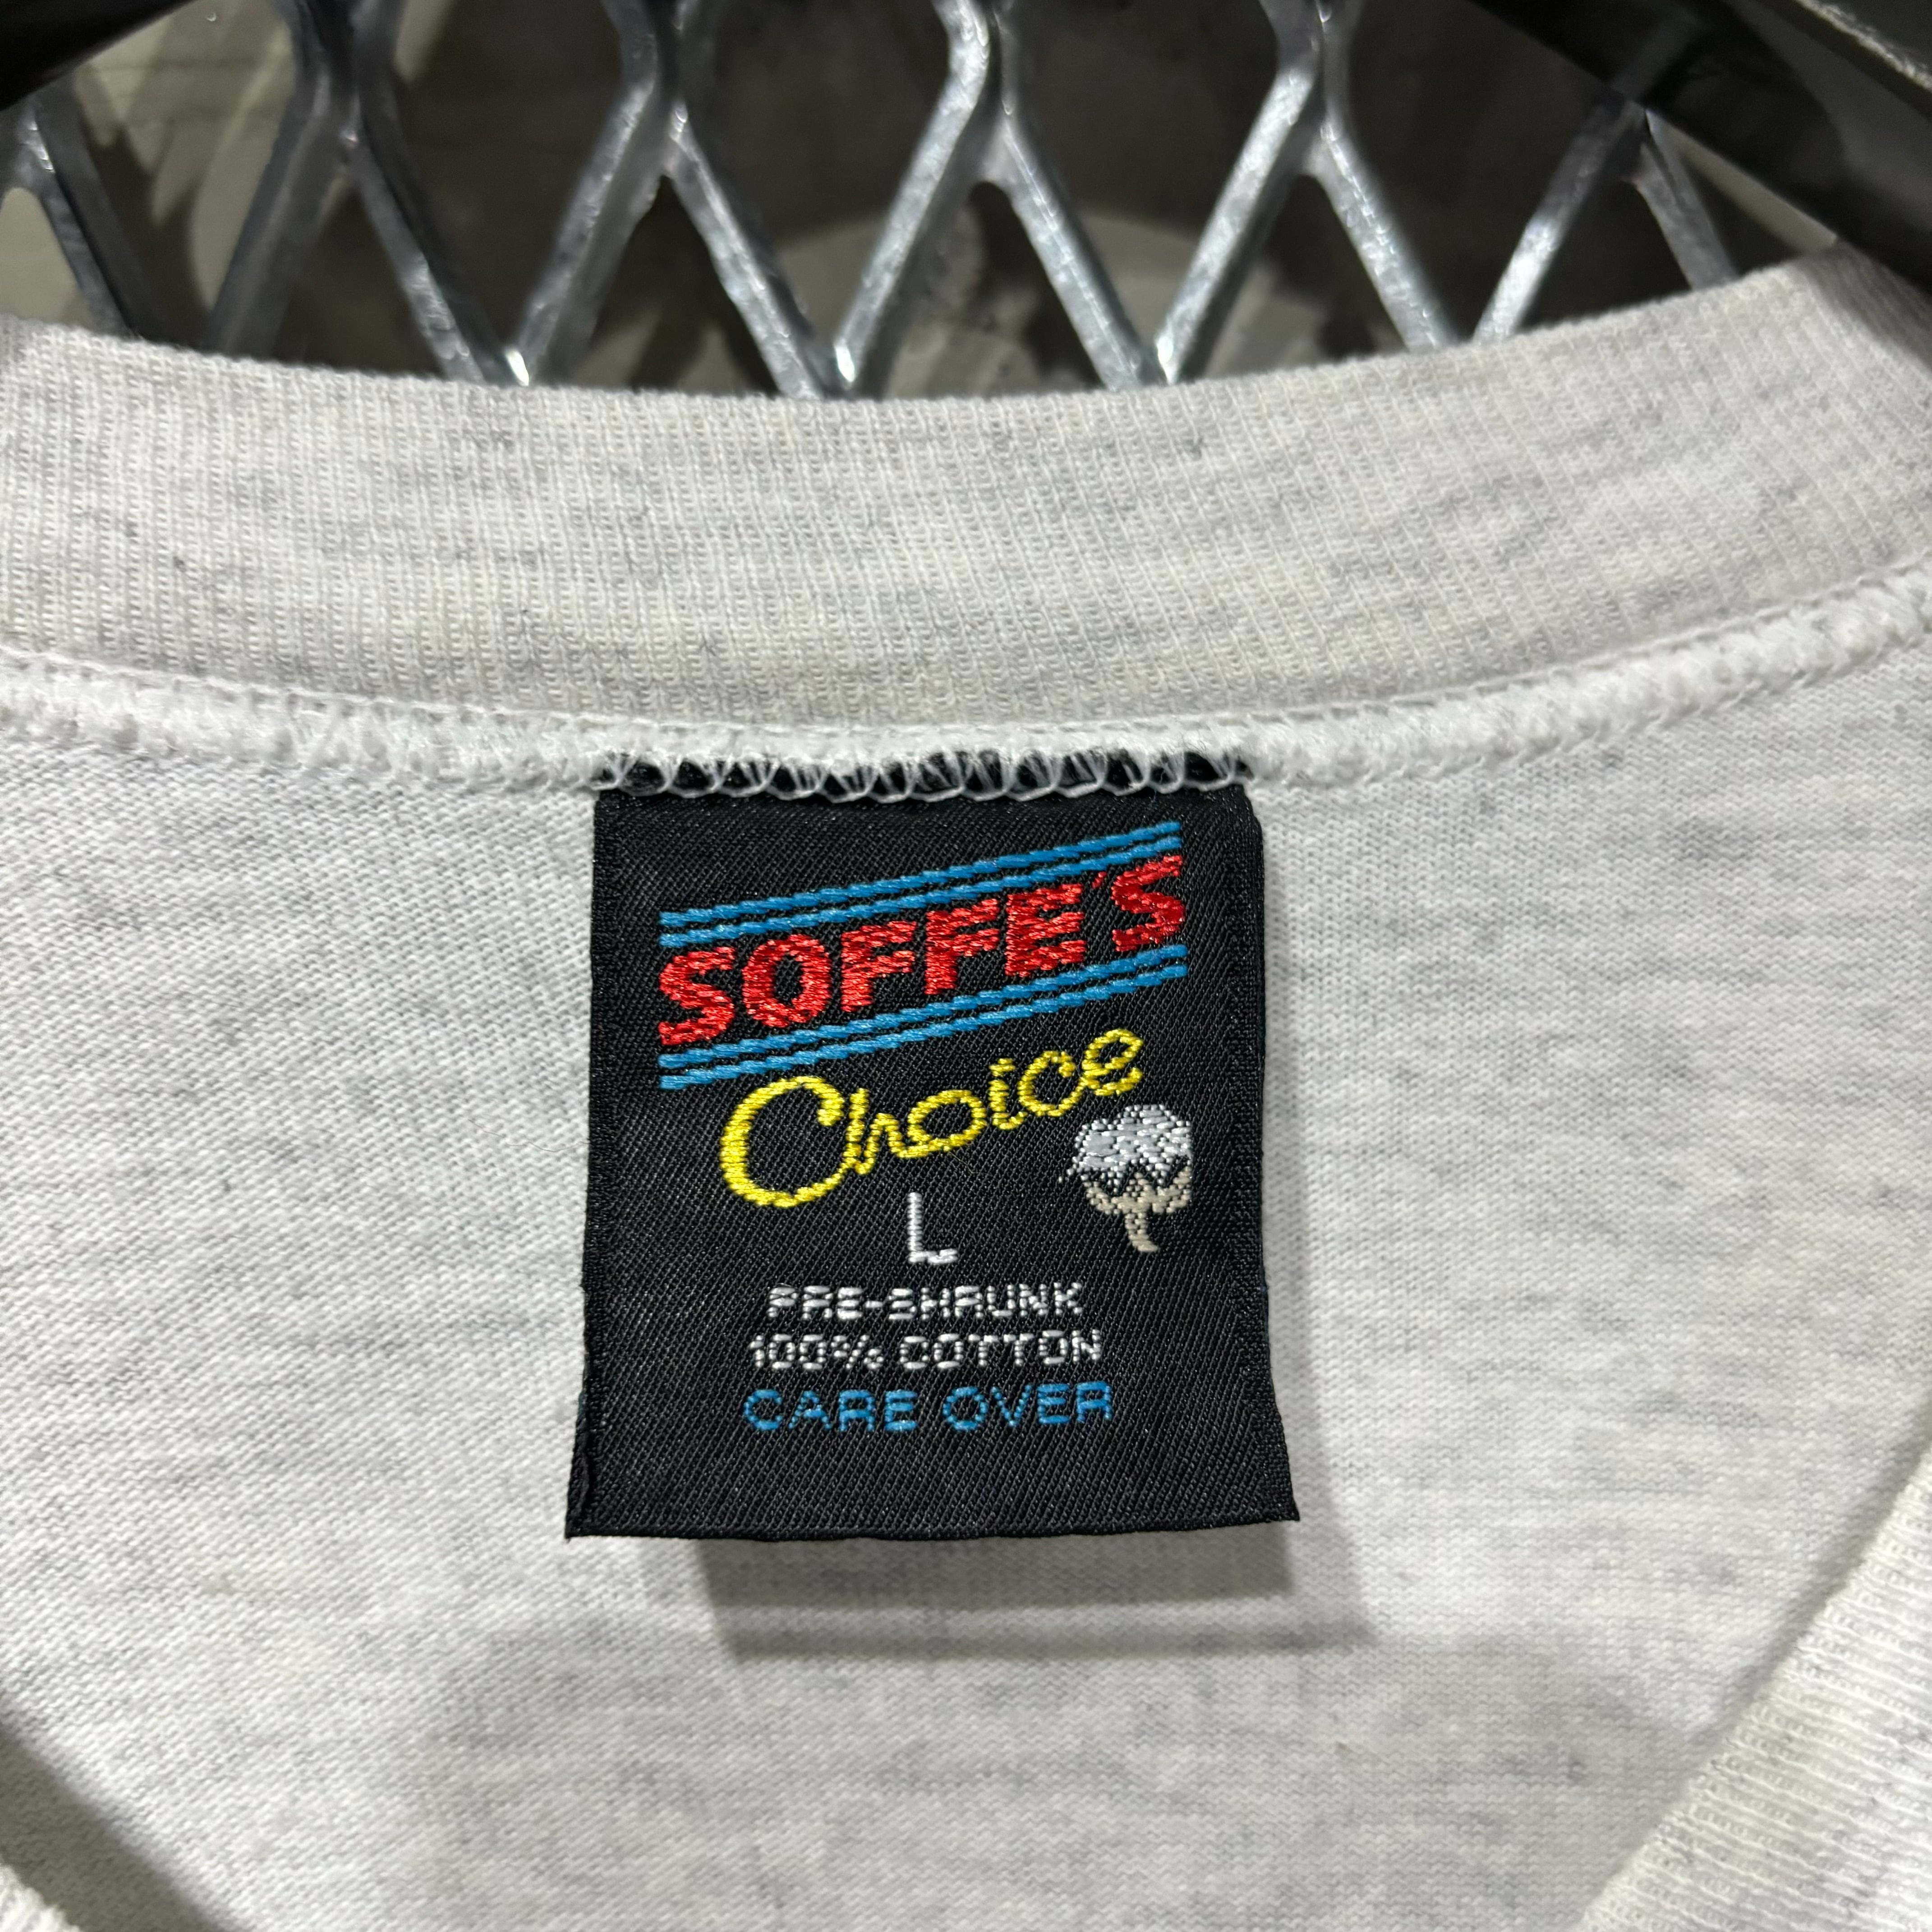 SOFFE'S
Choice
L
PRE-SHRUNK
100% COTTON
CARE OVER